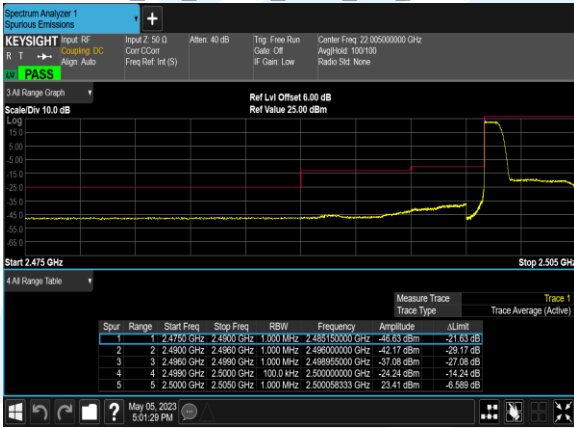 Spectrum Analyzer 1
Spurious Emissions
+
KEYSIGHT Input: RF Input Z: 50 Ω Atten: 40 dB Trig: Free Run Center Freq: 22.005000000 GHz
R T Coupling: DC Corr CCorr Gate: Off Avg|Hold: 100/100
Align: Auto Freq Ref: Int (S) IF Gain: Low Radio Std: None
PASS
3 All Range Graph
Ref Lvl Offset 6.00 dB
Scale/Div 10.0 dB Ref Value 25.00 dBm
Log
15.0
5.00
-5.00
-15.0
-25.0
-35.0
-45.0
-55.0
-65.0
Start 2.475 GHz Stop 2.505 GHz
4 All Range Table
Measure Trace Trace 1
Trace Type Trace Average (Active)
Spur Range Start Freq Stop Freq RBW Frequency Amplitude ΔLimit
1 1 2.4750 GHz 2.4900 GHz 1.000 MHz 2.485150000 GHz -46.63 dBm -21.63 dB
2 2 2.4900 GHz 2.4960 GHz 1.000 MHz 2.496000000 GHz -42.17 dBm -29.17 dB
3 3 2.4960 GHz 2.4990 GHz 1.000 MHz 2.498955000 GHz -37.08 dBm -27.08 dB
4 4 2.4990 GHz 2.5000 GHz 100.0 kHz 2.500000000 GHz -24.24 dBm -14.24 dB
5 5 2.5000 GHz 2.5050 GHz 1.000 MHz 2.500058333 GHz 23.41 dBm -6.589 dB
? May 05, 2023
5:01:29 PM